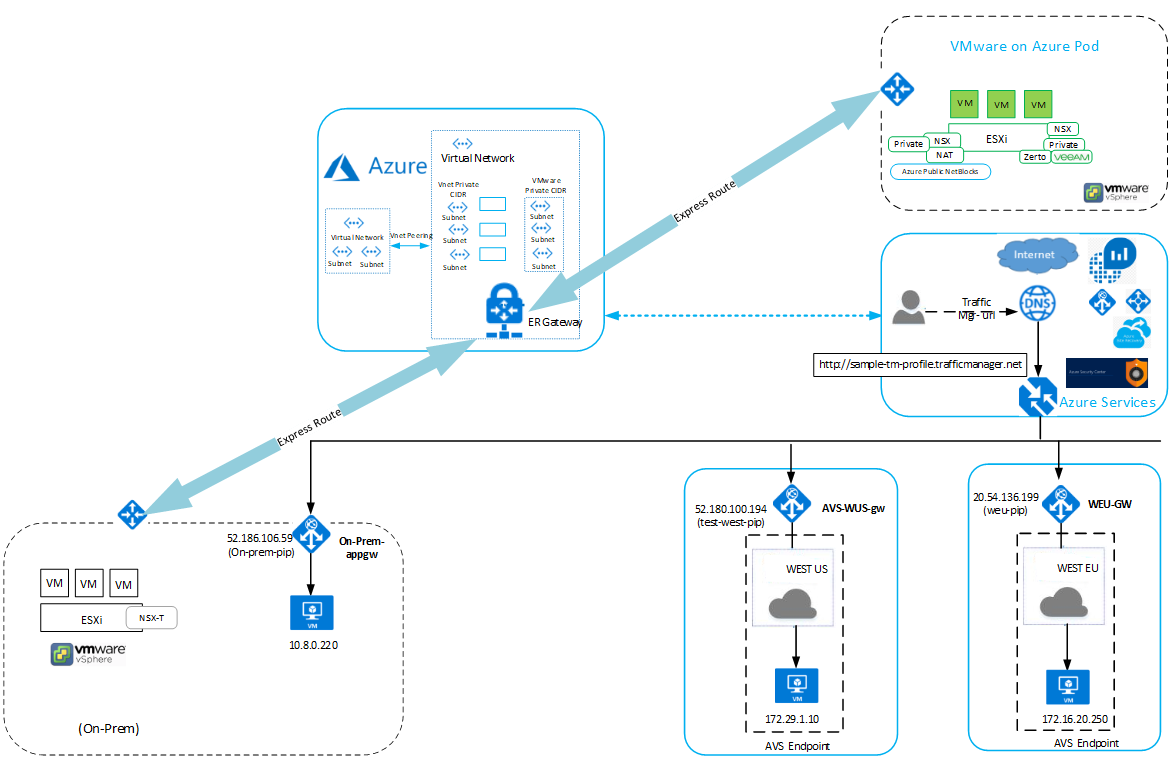 VMware on Azure Pod
VM
VM
VM
ESXi
NSX
Private
NSX
NAT
Private
Zerto
veeam
Azure Public NetBlocks
vmware
vSphere
Azure
Virtual Network
Vnet Private
CIDR
VMware
Private CIDR
Subnet
Subnet
Subnet
Subnet
Subnet
Subnet
Virtual Network
Subnet
Subnet
Vnet Peering
ER Gateway
Express Route
Express Route
Internet
DNS
Traffic
Mgr- url
http://sample-tm-profile.trafficmanager.net
Azure Security Center
Azure Services
52.186.106.59
(On-prem-pip)
On-Prem-
appgw
VM
10.8.0.220
VM
VM
VM
ESXi
NSX-T
vmware
vSphere
(On-Prem)
52.180.100.194
(test-west-pip)
AVS-WUS-gw
WEST US
VM
172.29.1.10
AVS Endpoint
20.54.136.199
(weu-pip)
WEU-GW
WEST EU
VM
172.16.20.250
AVS Endpoint